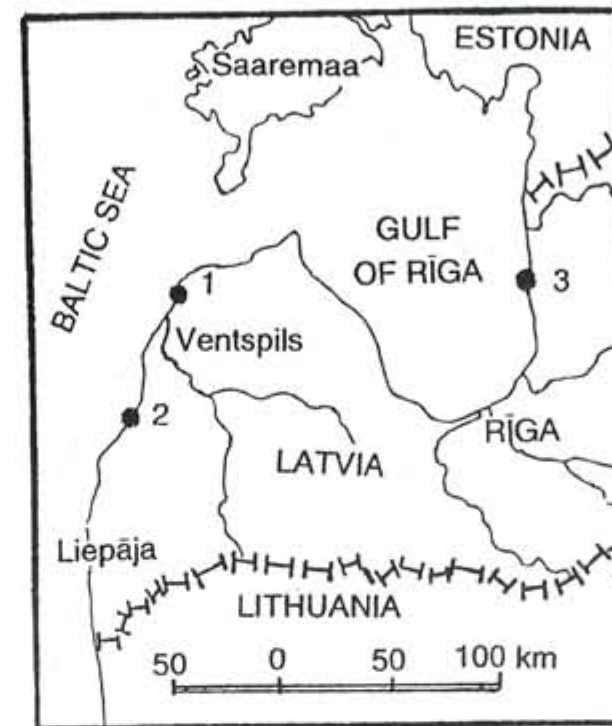 ESTONIA
Saaremaa
BALTIC SEA
GULF
OF RĪGA
1
3
Ventspils
2
RĪGA
LATVIA
Liepāja
LITHUANIA
50 0 50 100 km